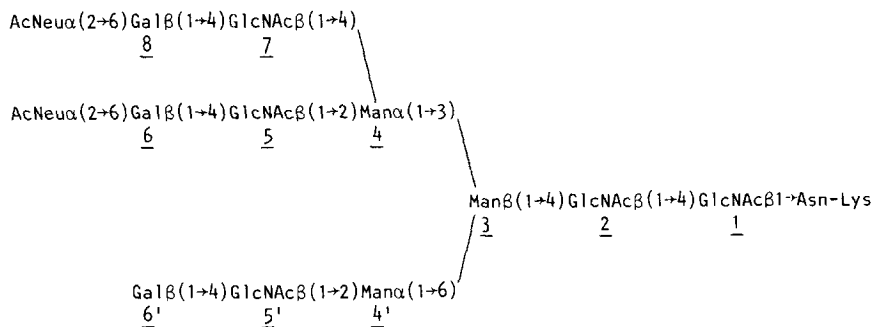 AcNeuα(2→6)Galβ(1→4)GlcNAcβ(1→4)
8 7
AcNeuα(2→6)Galβ(1→4)GlcNAcβ(1→2)Manα(1→3)
6 5 4
Manβ(1→4)GlcNAcβ(1→4)GlcNAcβ1→Asn-Lys
3 2 1
Galβ(1→4)GlcNAcβ(1→2)Manα(1→6)
6' 5' 4'